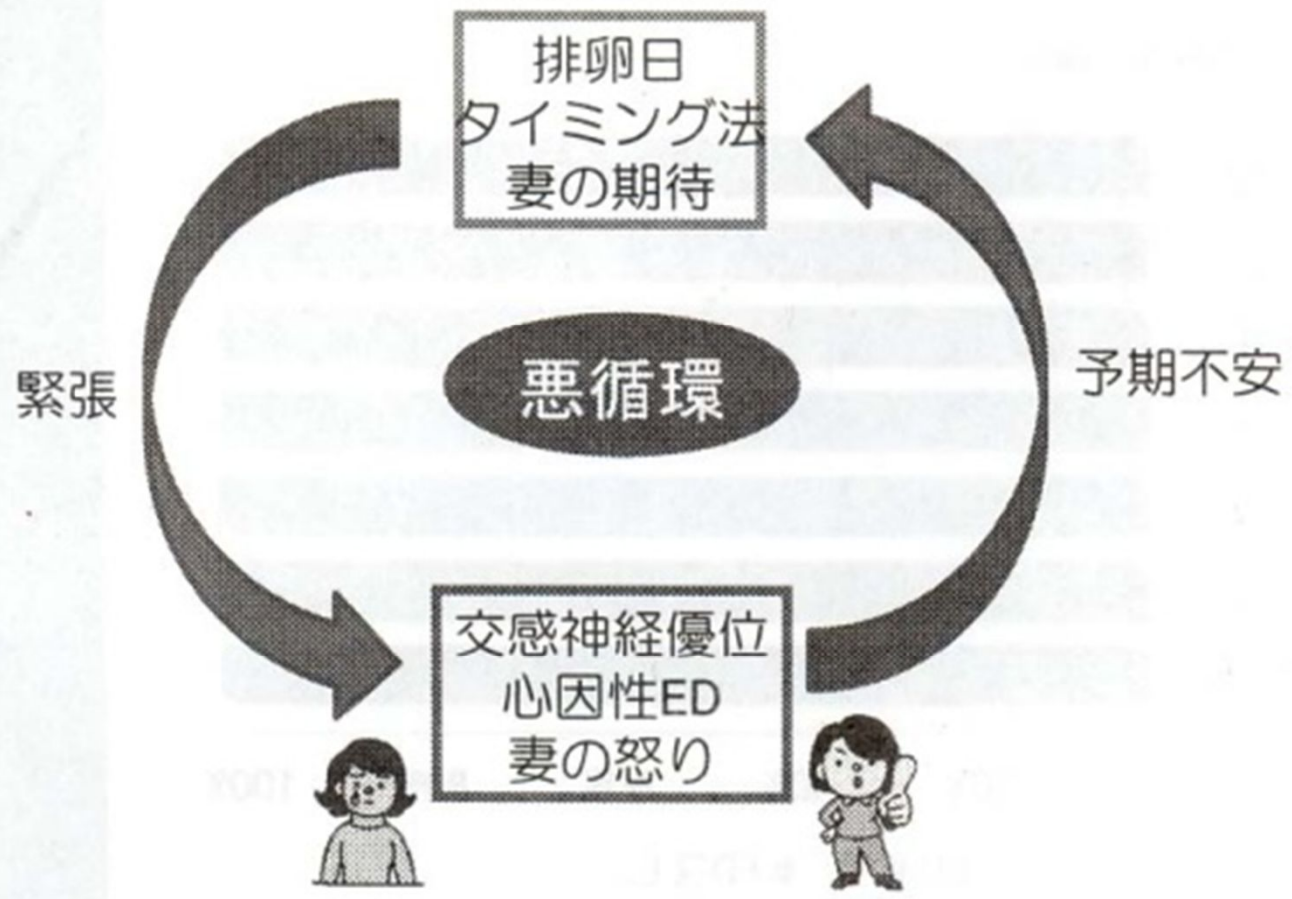 排卵日
タイミング法
妻の期待
緊張
悪循環
予期不安
交感神経優位
心因性ED
妻の怒り